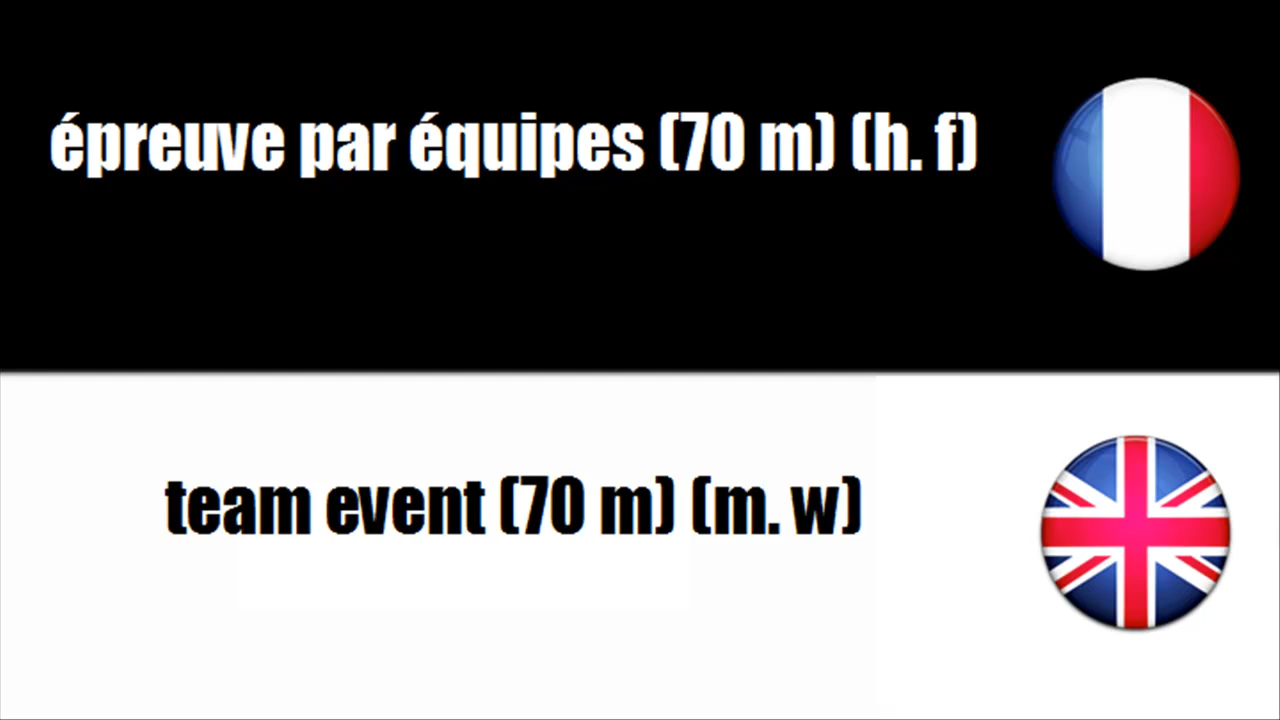 épreuve par équipes (70 m) (h. f)
team event (70 m) (m. w)